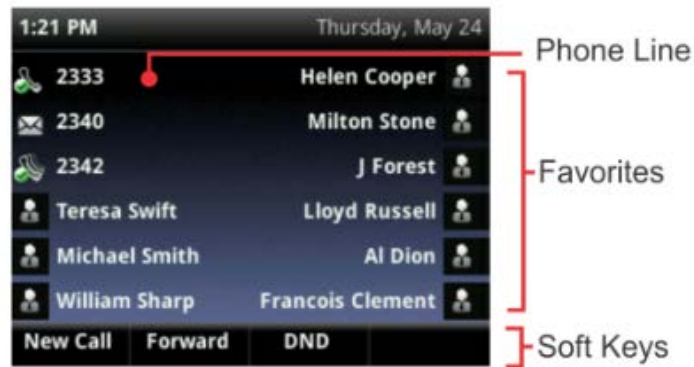 1:21 PM Thursday, May 24
Phone Line
2333 Helen Cooper
2340 Milton Stone
2342 J Forest
Favorites
Teresa Swift Lloyd Russell
Michael Smith Al Dion
William Sharp Francois Clement
New Call Forward DND
Soft Keys